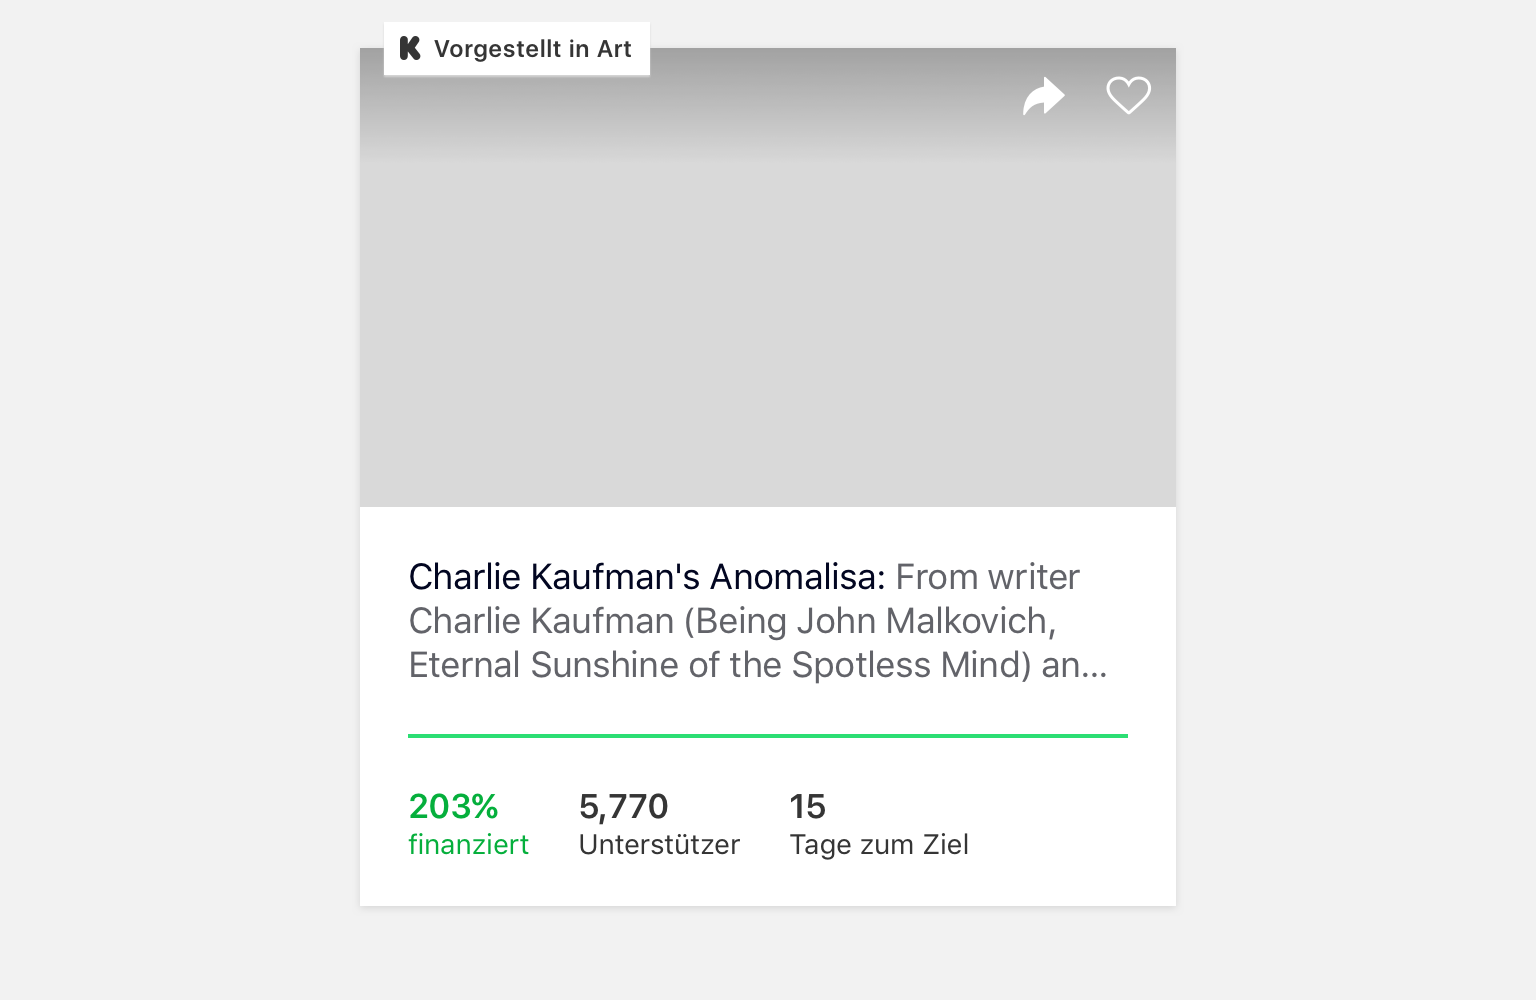 Vorgestellt in Art
Charlie Kaufman's Anomalisa: From writer
Charlie Kaufman (Being John Malkovich,
Eternal Sunshine of the Spotless Mind) an...
203% 5,770 15
finanziert Unterstützer Tage zum Ziel